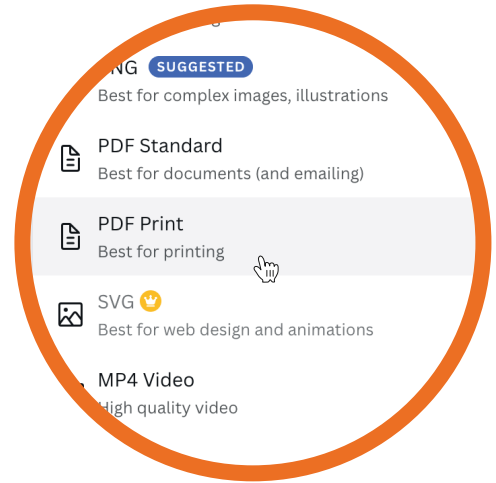 NG SUGGESTED
Best for complex images, illustrations
PDF Standard
Best for documents (and emailing)
PDF Print
Best for printing
SVG
Best for web design and animations
MP4 Video
High quality video